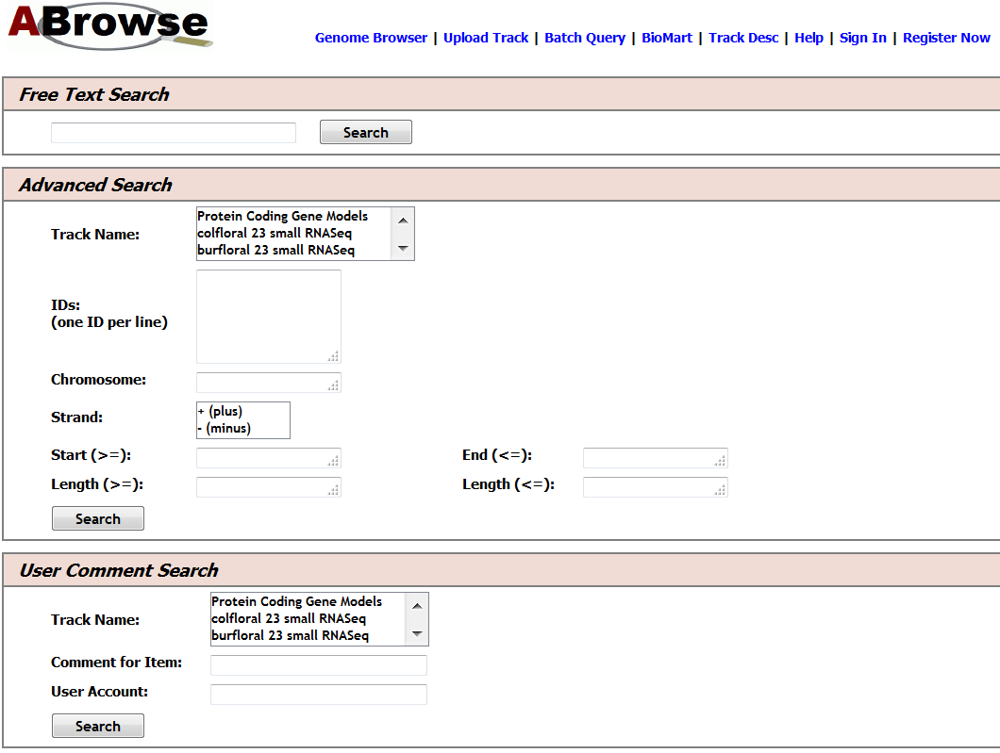 ABrowse
Genome Browser | Upload Track | Batch Query | BioMart | Track Desc | Help | Sign In | Register Now
Free Text Search
Search
Advanced Search
Track Name:
Protein Coding Gene Models
colfloral 23 small RNASeq
burfloral 23 small RNASeq
IDs:
(one ID per line)
Chromosome:
Strand:
+ (plus)
- (minus)
Start (>=):
End (<=):
Length (>=):
Length (<=):
Search
User Comment Search
Track Name:
Protein Coding Gene Models
colfloral 23 small RNASeq
burfloral 23 small RNASeq
Comment for Item:
User Account:
Search